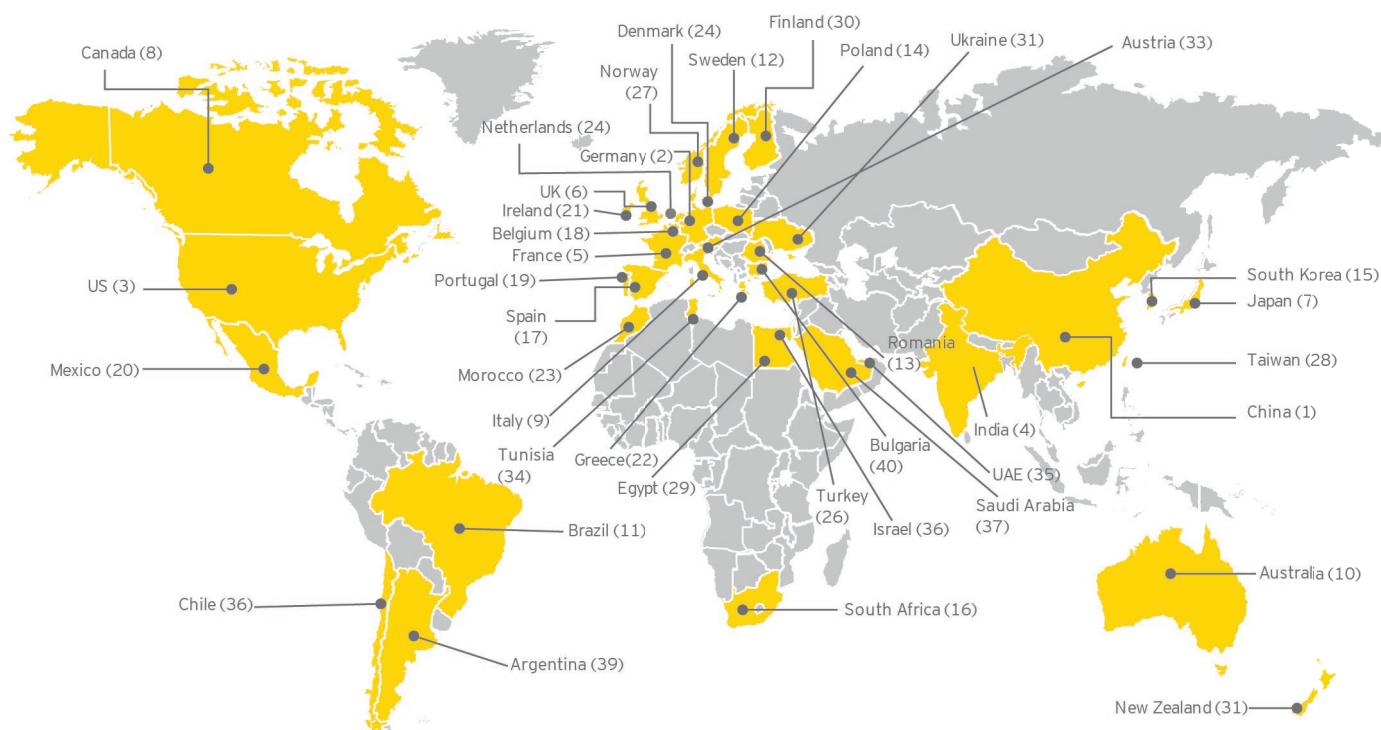 Canada (8)
Denmark (24)
Finland (30)
Ukraine (31)
Austria (33)
Poland (14)
Sweden (12)
Norway
(27)
Netherlands (24)
Germany (2)
UK (6)
Ireland (21)
Belgium (18)
France (5)
Portugal (19)
Spain
(17)
US (3)
Mexico (20)
Morocco (23)
Italy (9)
Tunisia
(34)
Greece(22)
Egypt (29)
Romania
(13)
Bulgaria
(40)
Turkey
(26)
Israel (36)
UAE (35)
Saudi Arabia
(37)
India (4)
South Korea (15)
Japan (7)
Taiwan (28)
China (1)
Brazil (11)
Chile (36)
Argentina (39)
South Africa (16)
Australia (10)
New Zealand (31)